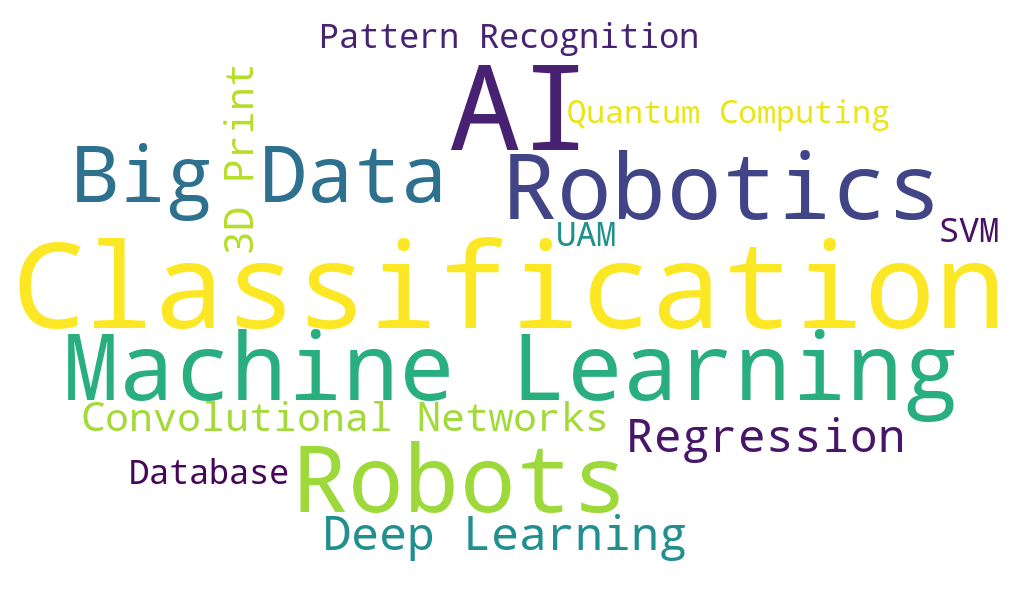 Pattern Recognition
AI
Quantum Computing
3D Print
Big Data
Robotics
UAM
SVM
Classification
Machine Learning
Convolutional Networks
Regression
Robots
Database
Deep Learning